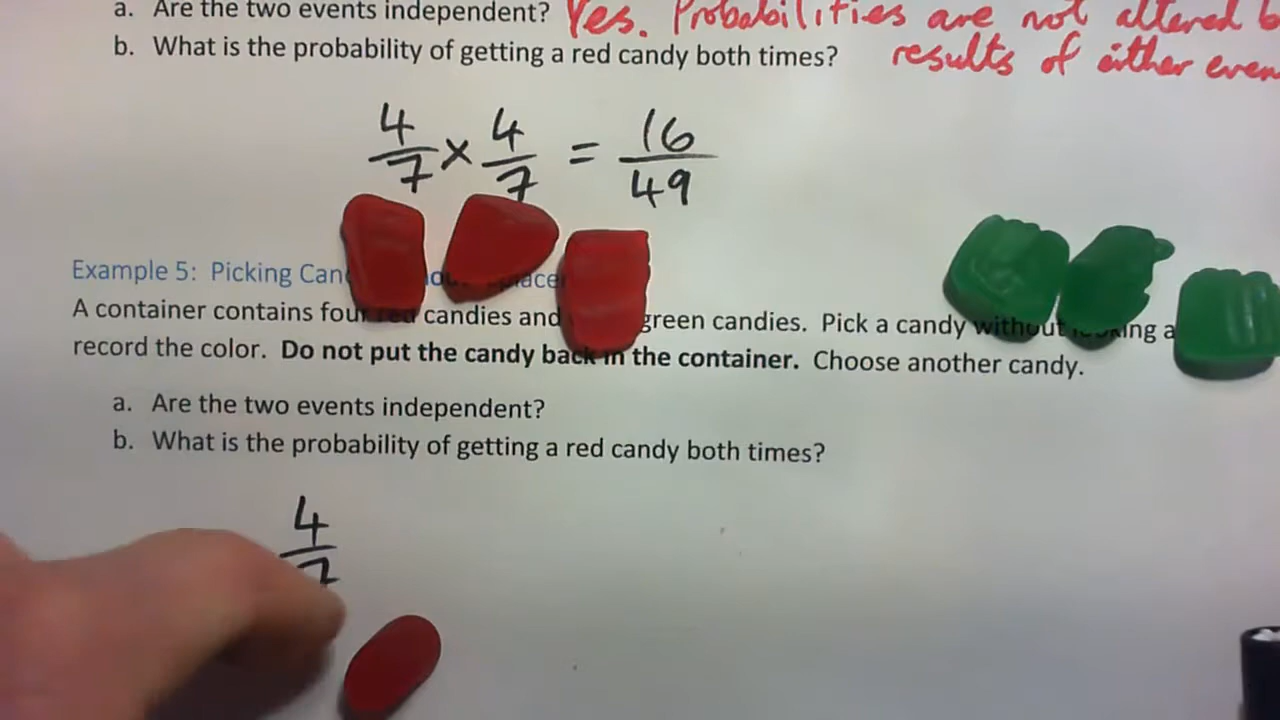 a. Are the two events independent? Yes. Probabilities are not altered
b. What is the probability of getting a red candy both times? results of either
4/7 × 4/7 = 16/49
Example 5: Picking
A container contains candies and green candies. Pick a candy without
record the color. Do not put the candy back in the container. Choose another candy.
a. Are the two events independent?
b. What is the probability of getting a red candy both times?
4/7